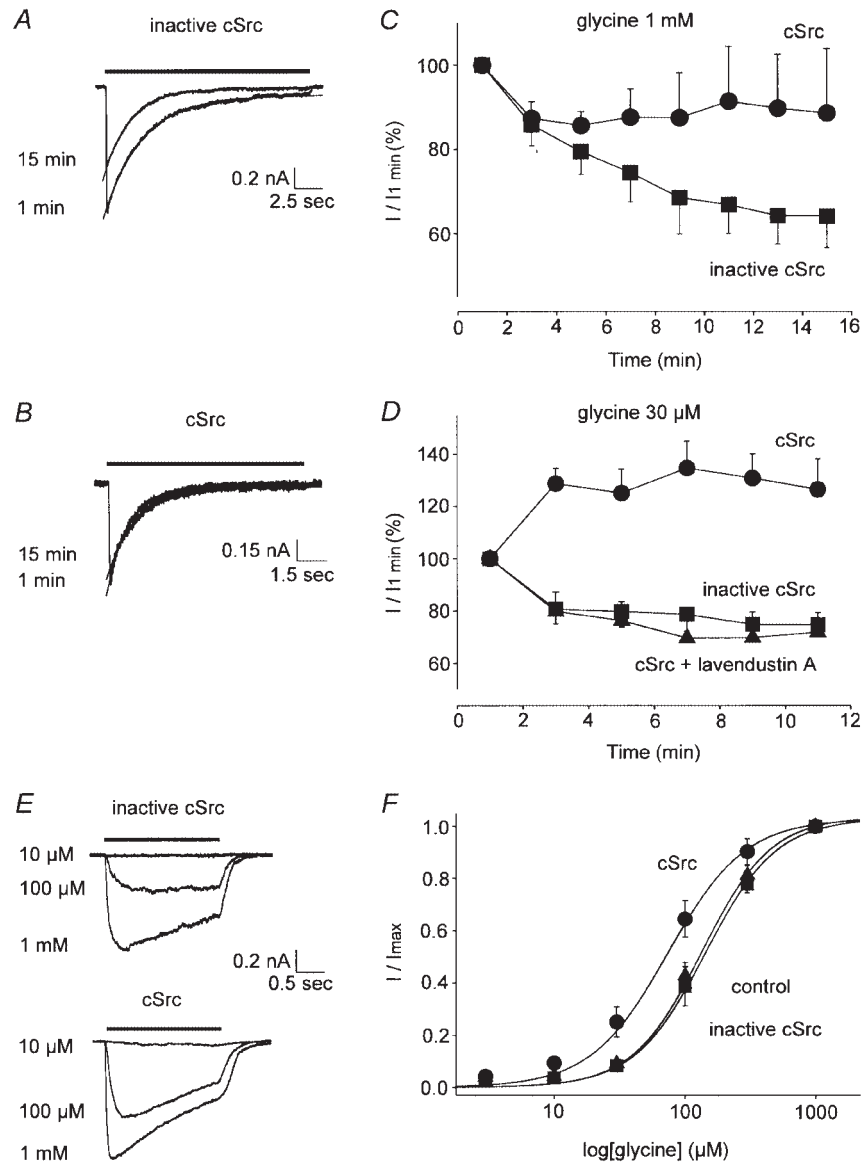 A
inactive cSrc
15 min
1 min
0.2 nA
2.5 sec
B
cSrc
15 min
1 min
0.15 nA
1.5 sec
C
glycine 1 mM
cSrc
inactive cSrc
I / I1 min (%)
100
80
60
0 2 4 6 8 10 12 14 16
Time (min)
D
glycine 30 µM
cSrc
inactive cSrc
cSrc + lavendustin A
I / I1 min (%)
140
120
100
80
60
0 2 4 6 8 10 12
Time (min)
E
inactive cSrc
10 µM
100 µM
1 mM
0.2 nA
0.5 sec
cSrc
10 µM
100 µM
1 mM
F
cSrc
control
inactive cSrc
I / Imax
1.0
0.8
0.6
0.4
0.2
0.0
10 100 1000
log[glycine] (µM)